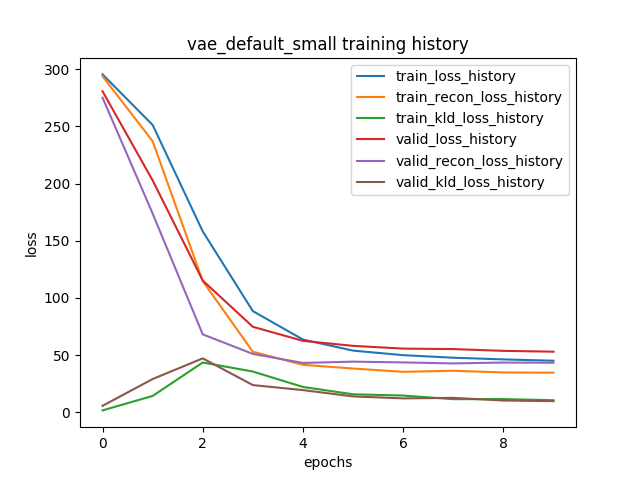 vae_default_small training history
300
250
200
150
100
50
0
loss
train_loss_history
train_recon_loss_history
train_kld_loss_history
valid_loss_history
valid_recon_loss_history
valid_kld_loss_history
0 2 4 6 8
epochs